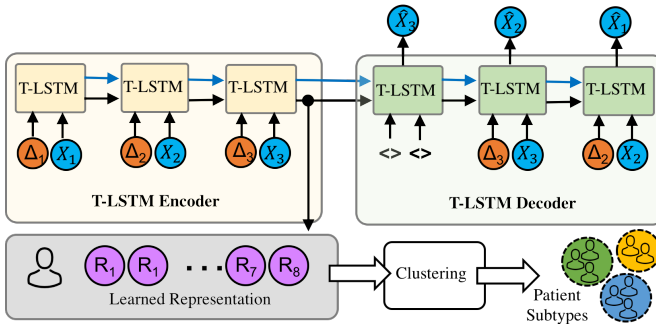 X̂₃ X̂₂ X̂₁
T-LSTM T-LSTM T-LSTM T-LSTM T-LSTM T-LSTM
Δ₁ X₁ Δ₂ X₂ Δ₃ X₃ <> <> Δ₃ X₃ Δ₂ X₂
T-LSTM Encoder T-LSTM Decoder
R₁ R₁ ... R₇ R₈
Learned Representation
Clustering
Patient
Subtypes